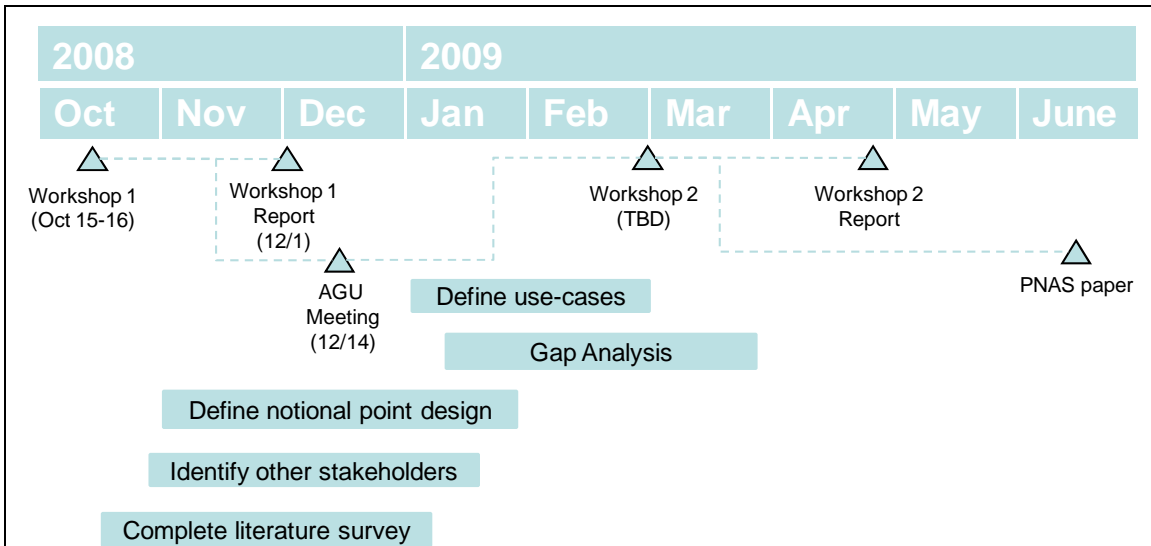 2008 2009
Oct Nov Dec Jan Feb Mar Apr May June
Workshop 1
(Oct 15-16)
Workshop 1
Report
(12/1)
Workshop 2
(TBD)
Workshop 2
Report
AGU
Meeting
(12/14)
PNAS paper
Define use-cases
Gap Analysis
Define notional point design
Identify other stakeholders
Complete literature survey